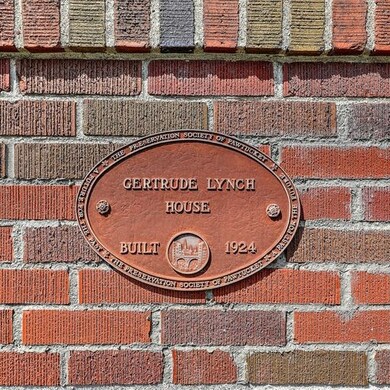 THE PRESERVATION SOCIETY OF PAWTUCKET
GERTRUDE LYNCH
HOUSE
BUILT 1924
THE PRESERVATION SOCIETY OF PAWTUCKET